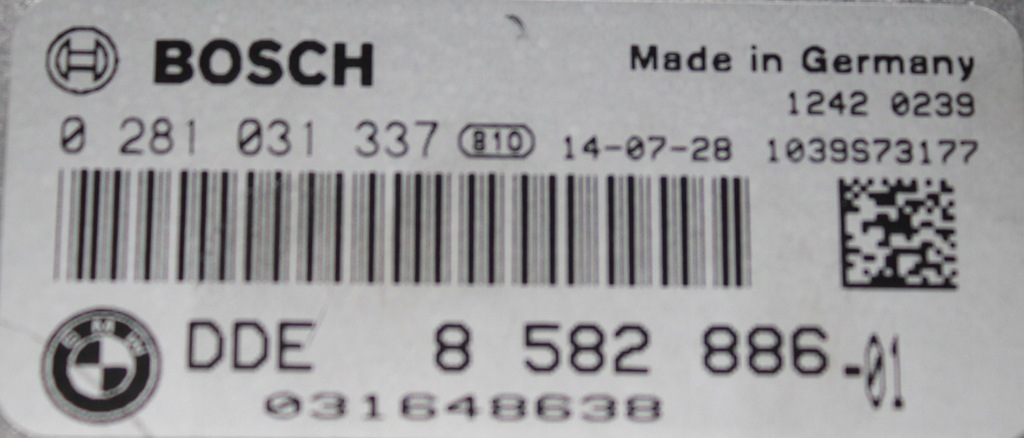 BOSCH
Made in Germany
1242 0239
0 281 031 337 B10 14-07-28 1039S73177
BMW
DDE 8 582 886-01
031648638